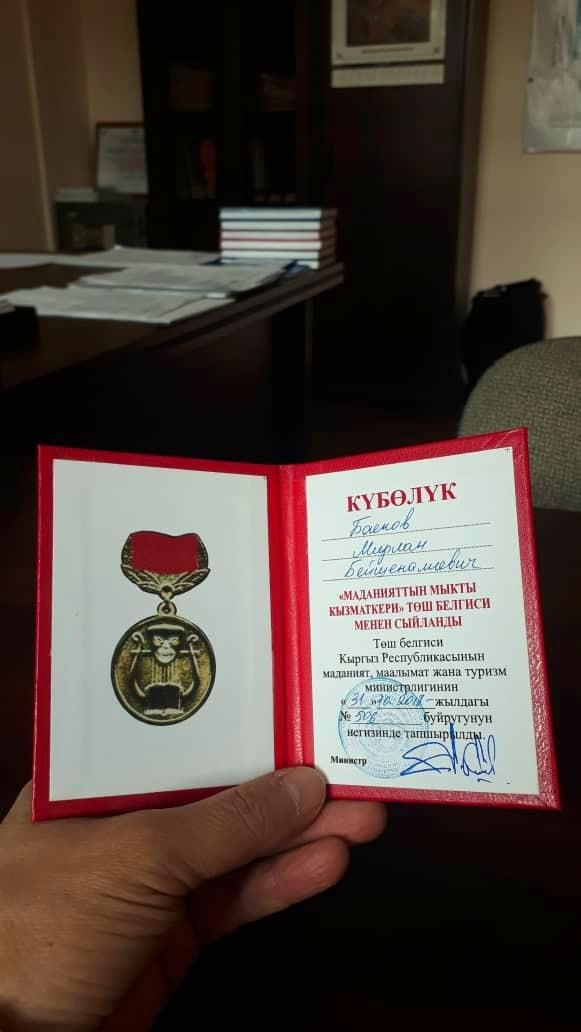 КҮБӨЛҮК
Баенов
Мирлан
Бейшеналиевич
«МАДАНИЯТТЫН МЫКТЫ
КЫЗМАТКЕРИ» ТӨШ БЕЛГИСИ
МЕНЕН СЫЙЛАНДЫ
Төш белгиси
Кыргыз Республикасынын
маданият, маалымат жана туризм
министрлигинин
« 31 » 10. 2018 -жылдагы
№ 506 буйругунун
негизинде тапшырылды.
Министр